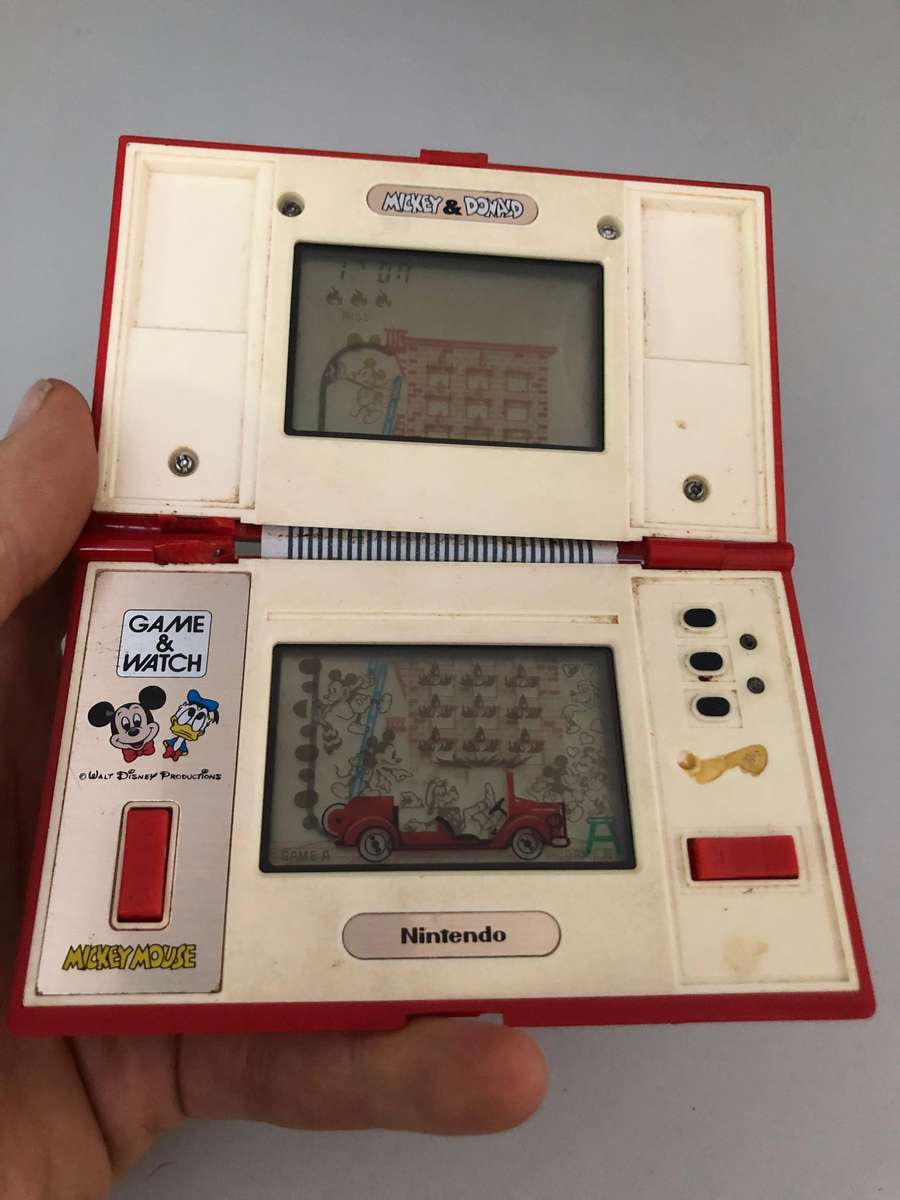 MICKEY & DONALD
MISS
GAME
&
WATCH
© WALT DISNEY PRODUCTIONS
GAME A
MICKEY MOUSE
Nintendo